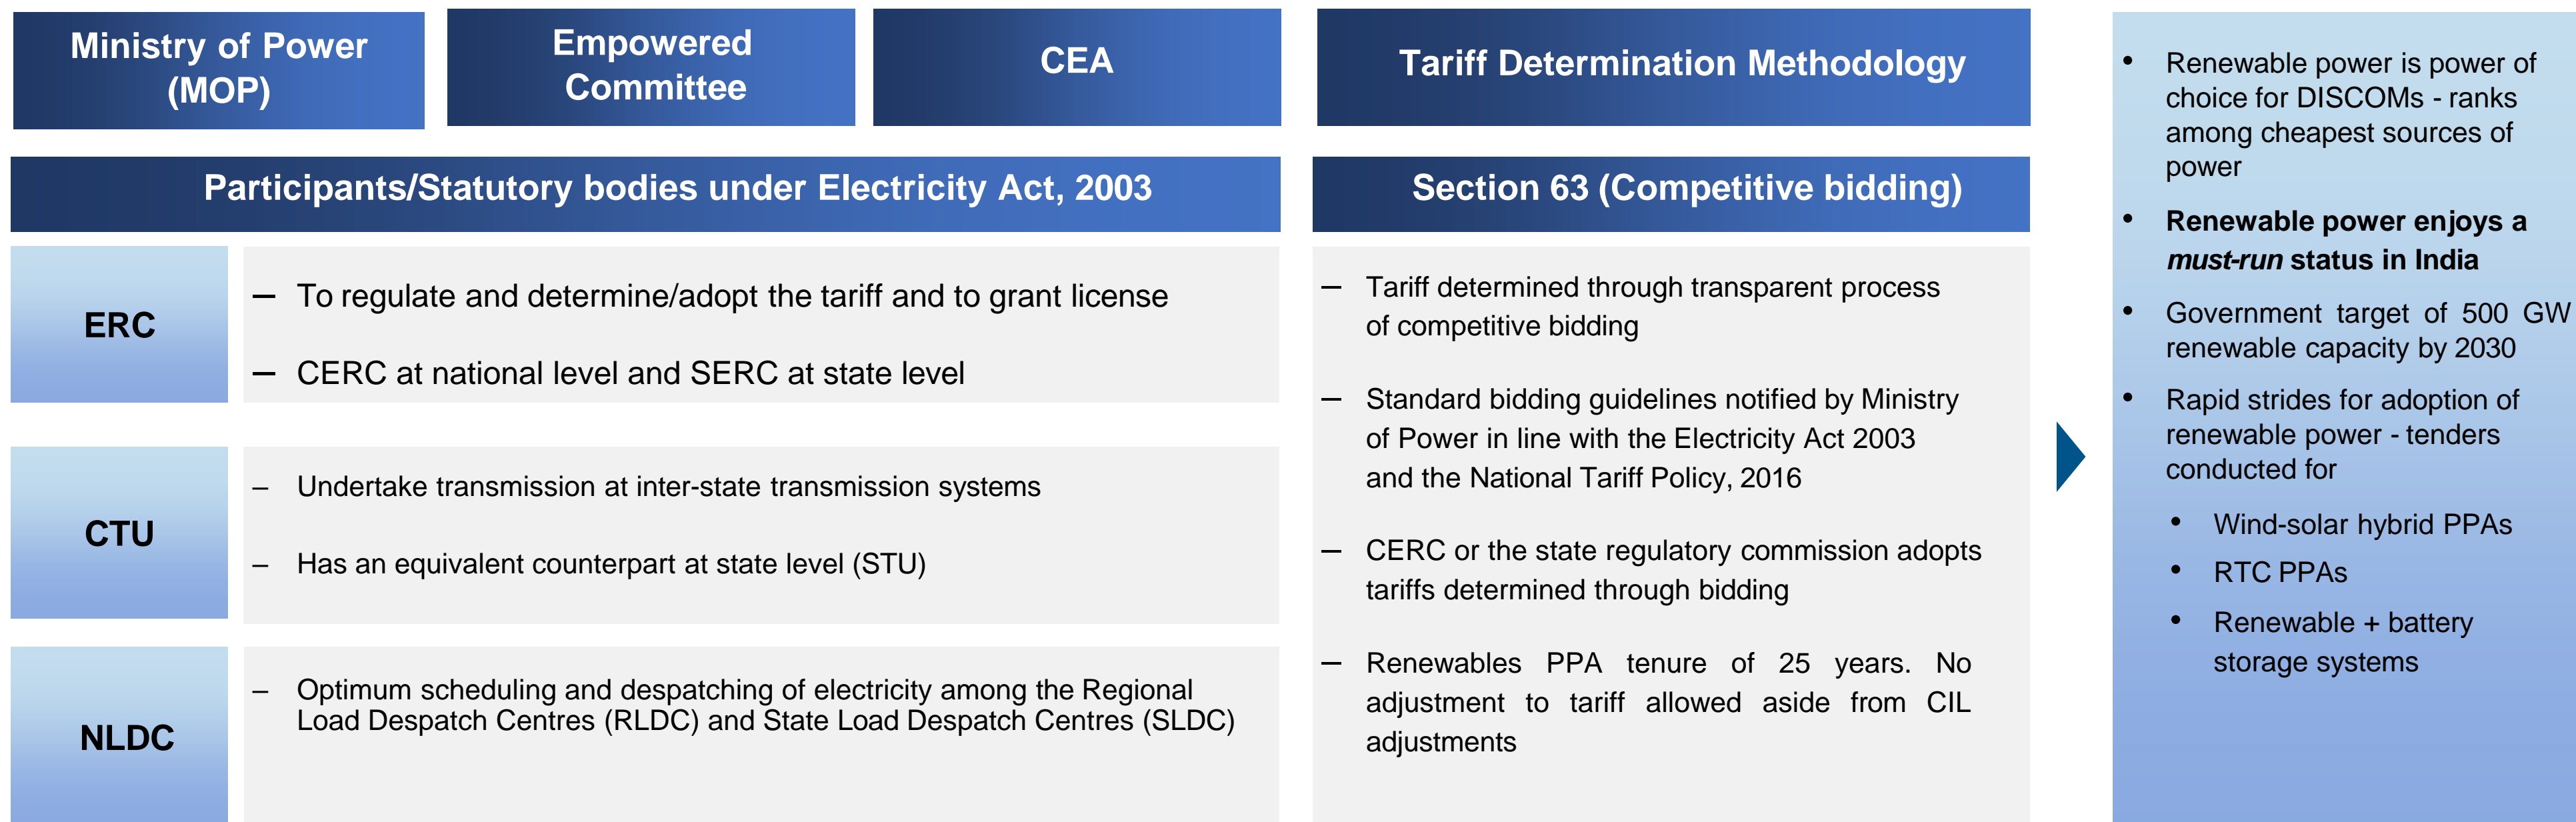 Ministry of Power
(MOP)
Empowered
Committee
CEA
Tariff Determination Methodology
Participants/Statutory bodies under Electricity Act, 2003
Section 63 (Competitive bidding)
ERC
– To regulate and determine/adopt the tariff and to grant license
– CERC at national level and SERC at state level
CTU
– Undertake transmission at inter-state transmission systems
– Has an equivalent counterpart at state level (STU)
NLDC
– Optimum scheduling and despatching of electricity among the Regional
Load Despatch Centres (RLDC) and State Load Despatch Centres (SLDC)
– Tariff determined through transparent process
of competitive bidding
– Standard bidding guidelines notified by Ministry
of Power in line with the Electricity Act 2003
and the National Tariff Policy, 2016
– CERC or the state regulatory commission adopts
tariffs determined through bidding
– Renewables PPA tenure of 25 years. No
adjustment to tariff allowed aside from CIL
adjustments
• Renewable power is power of
choice for DISCOMs - ranks
among cheapest sources of
power
• Renewable power enjoys a
must-run status in India
• Government target of 500 GW
renewable capacity by 2030
• Rapid strides for adoption of
renewable power - tenders
conducted for
• Wind-solar hybrid PPAs
• RTC PPAs
• Renewable + battery
storage systems